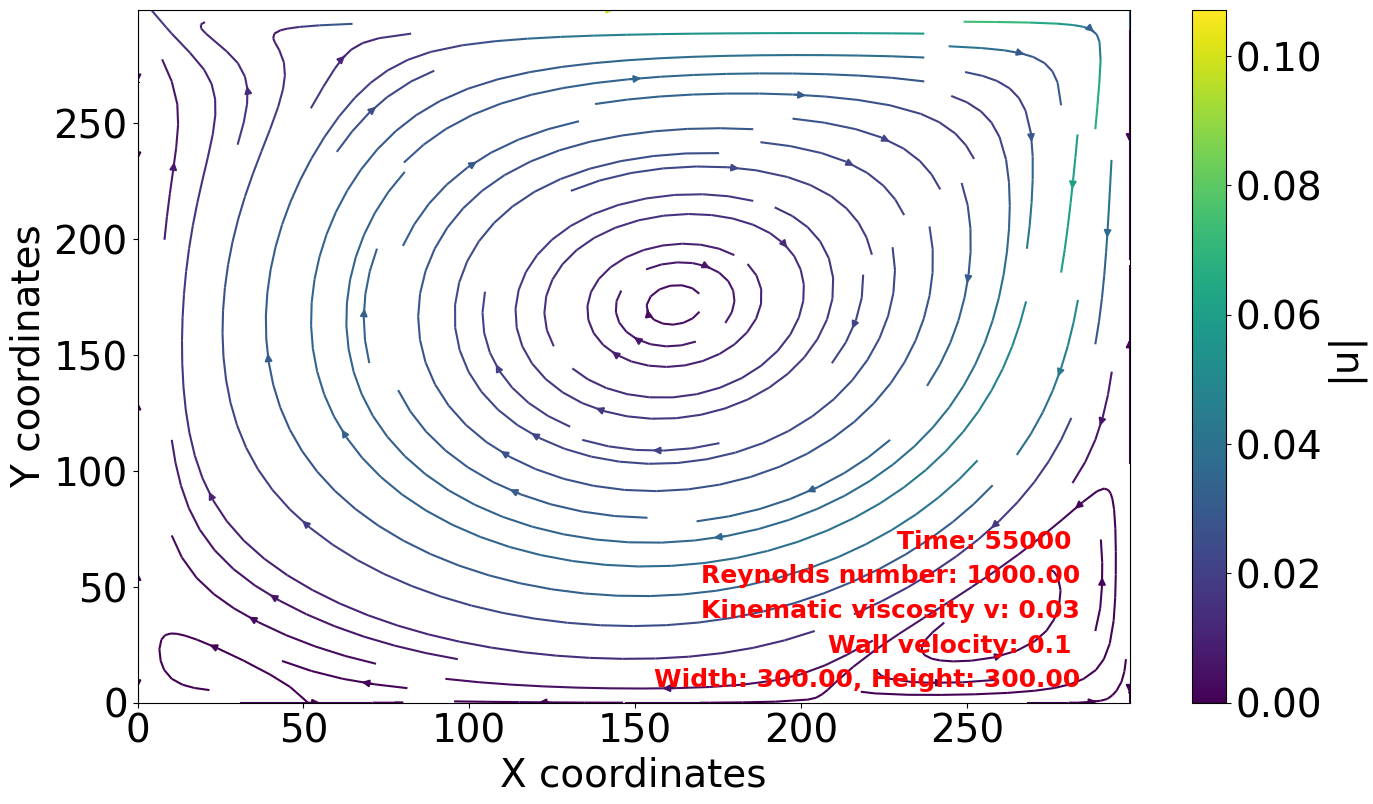 Y coordinates
250
200
150
100
50
0
0 50 100 150 200 250
X coordinates
Time: 55000
Reynolds number: 1000.00
Kinematic viscosity v: 0.03
Wall velocity: 0.1
Width: 300.00, Height: 300.00
0.10
0.08
0.06
0.04
0.02
0.00
|u|